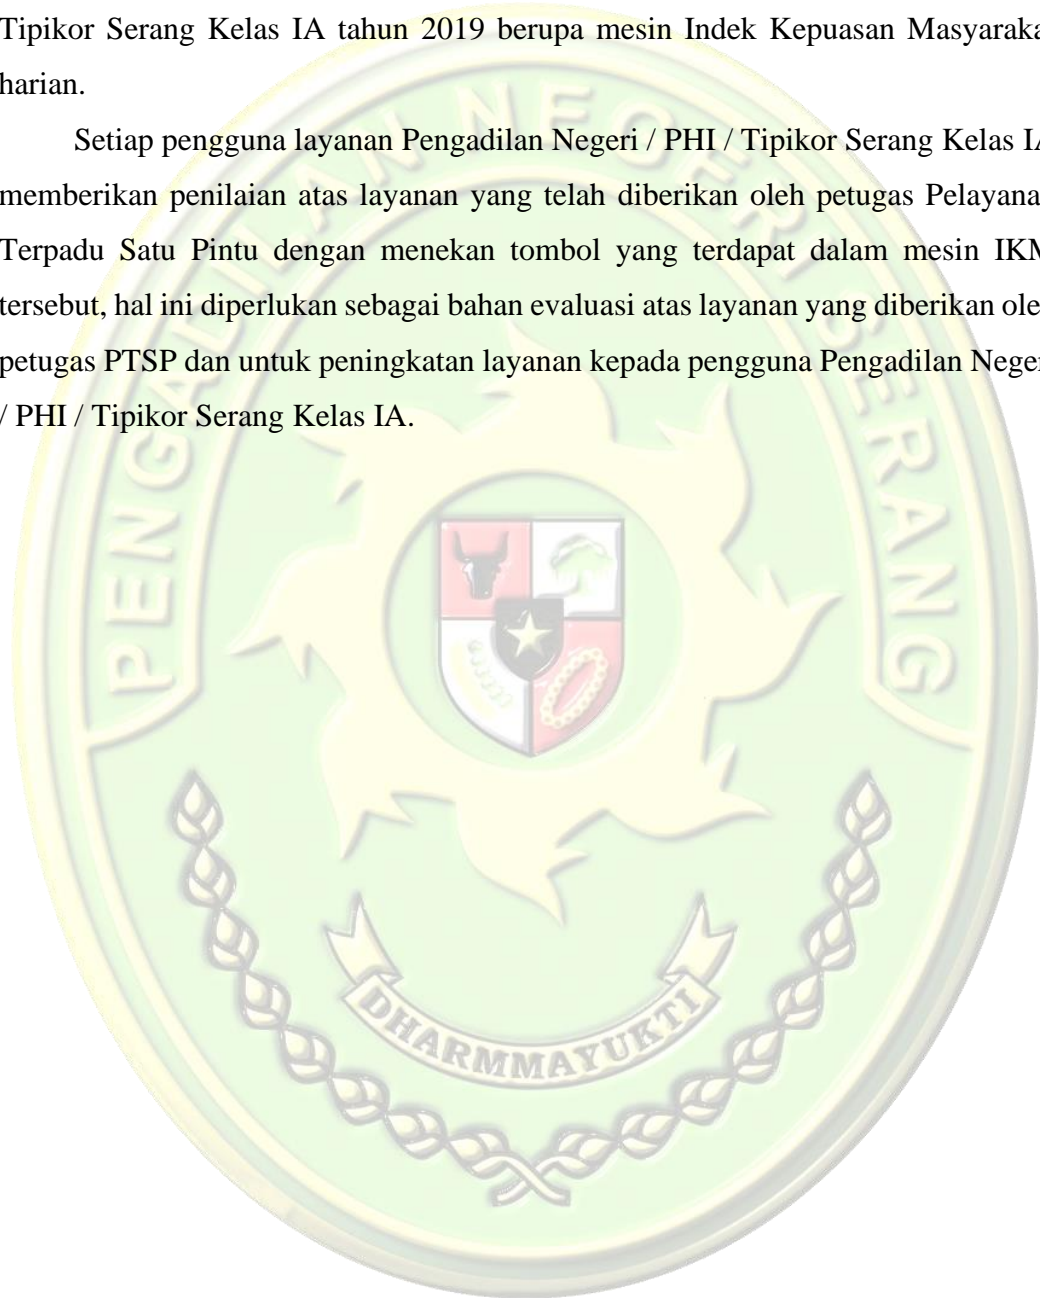 Tipikor Serang Kelas IA tahun 2019 berupa mesin Indek Kepuasan Masyaraka
harian.
Setiap pengguna layanan Pengadilan Negeri / PHI / Tipikor Serang Kelas IA
memberikan penilaian atas layanan yang telah diberikan oleh petugas Pelayana
Terpadu Satu Pintu dengan menekan tombol yang terdapat dalam mesin IKM
tersebut, hal ini diperlukan sebagai bahan evaluasi atas layanan yang diberikan ole
petugas PTSP dan untuk peningkatan layanan kepada pengguna Pengadilan Neger
/ PHI / Tipikor Serang Kelas IA.
PENGADILAN NEGERI SERANG
DHARMMAYUKTI